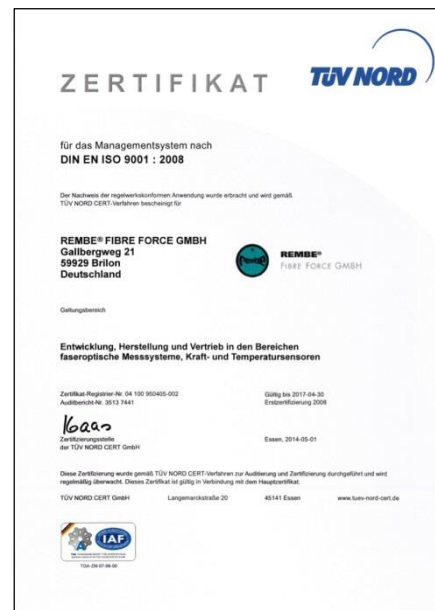 ZERTIFIKAT
TÜV NORD
für das Managementsystem nach
DIN EN ISO 9001 : 2008
Der Nachweis der regelwerkskonformen Anwendung wurde erbracht und wird gemäß
TÜV NORD CERT-Verfahren bescheinigt für
REMBE® FIBRE FORCE GMBH
Gallbergweg 21
59929 Brilon
Deutschland
REMBE®
FIBRE FORCE GMBH
Geltungsbereich
Entwicklung, Herstellung und Vertrieb in den Bereichen
faseroptische Messsysteme, Kraft- und Temperatursensoren
Zertifikat-Registrier-Nr. 04 100 950405-002
Auditbericht-Nr. 3513 7441
Gültig bis 2017-04-30
Erstzertifizierung 2008
Zertifizierungsstelle
der TÜV NORD CERT GmbH
Essen, 2014-05-01
Diese Zertifizierung wurde gemäß TÜV NORD CERT-Verfahren zur Auditierung und Zertifizierung durchgeführt und wird
regelmäßig überwacht. Dieses Zertifikat ist gültig in Verbindung mit dem Hauptzertifikat.
TÜV NORD CERT GmbH Langemarckstraße 20 45141 Essen www.tuev-nord-cert.de
IAF